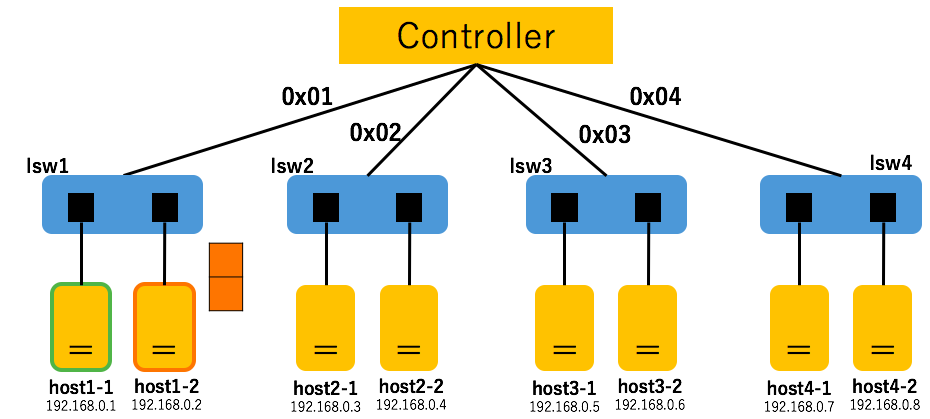 Controller
0x01
0x04
0x02
0x03
lsw1
lsw2
lsw3
lsw4
host1-1
192.168.0.1
host1-2
192.168.0.2
host2-1
192.168.0.3
host2-2
192.168.0.4
host3-1
192.168.0.5
host3-2
192.168.0.6
host4-1
192.168.0.7
host4-2
192.168.0.8